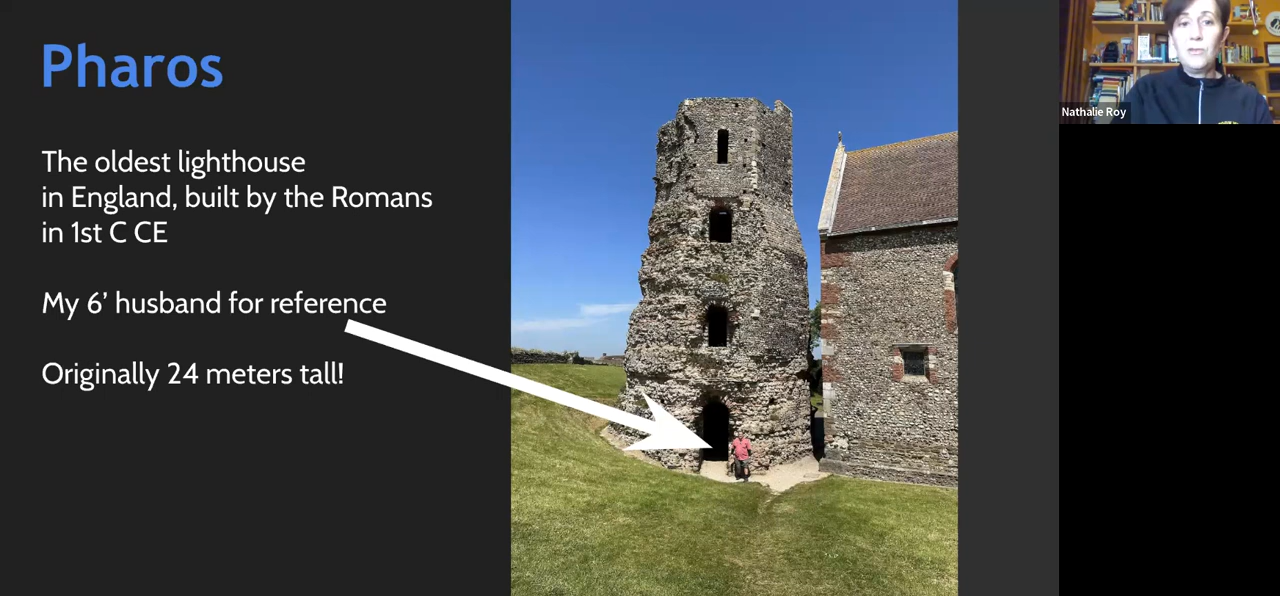 Pharos
The oldest lighthouse
in England, built by the Romans
in 1st C CE
My 6’ husband for reference
Originally 24 meters tall!
Nathalie Roy